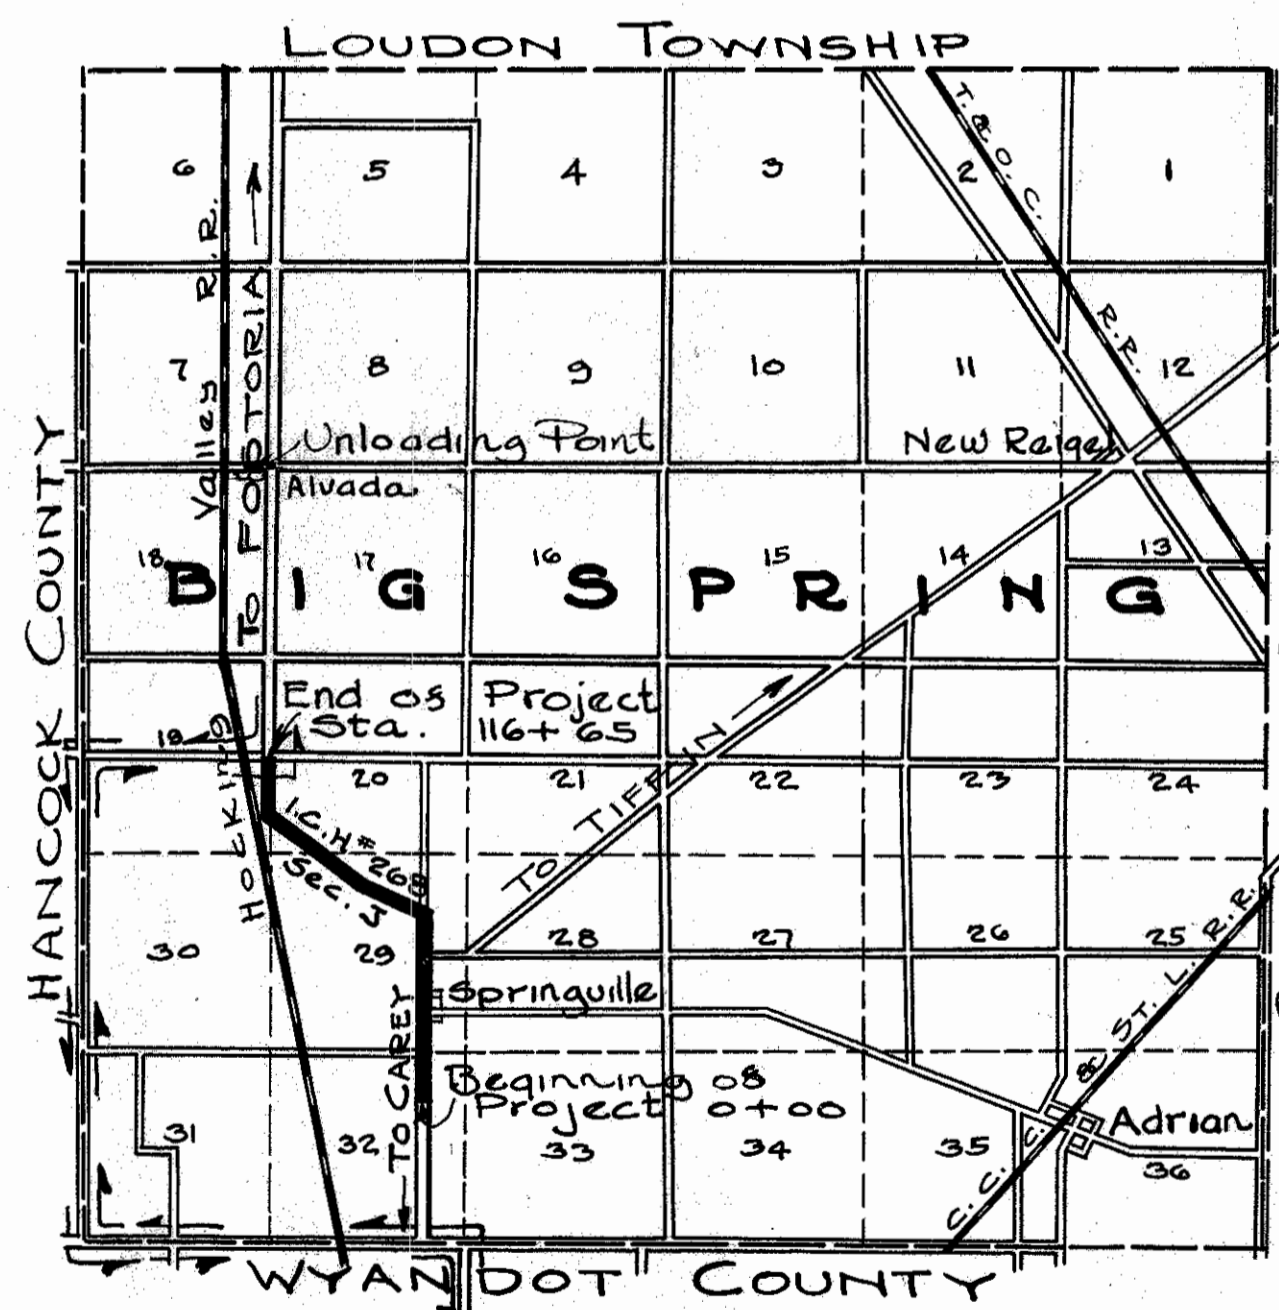 LOUDON TOWNSHIP
6 5 4 3 2 1
T. & O. C. R.R.
7 8 9 10 11 12
HOCKING Valley R.R.
TO FOSTORIA
Unloading Point
New Reigel
Alvada.
18 17 16 15 14 13
BIG SPRING
HANCOCK COUNTY
End of Project
Sta. 116+65
19 20 21 22 23 24
TO TIFFIN
I.C.H #268
Sec. J
30 29 28 27 26 25
Springville
TO CAREY
Beginning of
Project 0+00
C. C. C. & ST. L. R.R.
Adrian
31 32 33 34 35 36
WYANDOT COUNTY